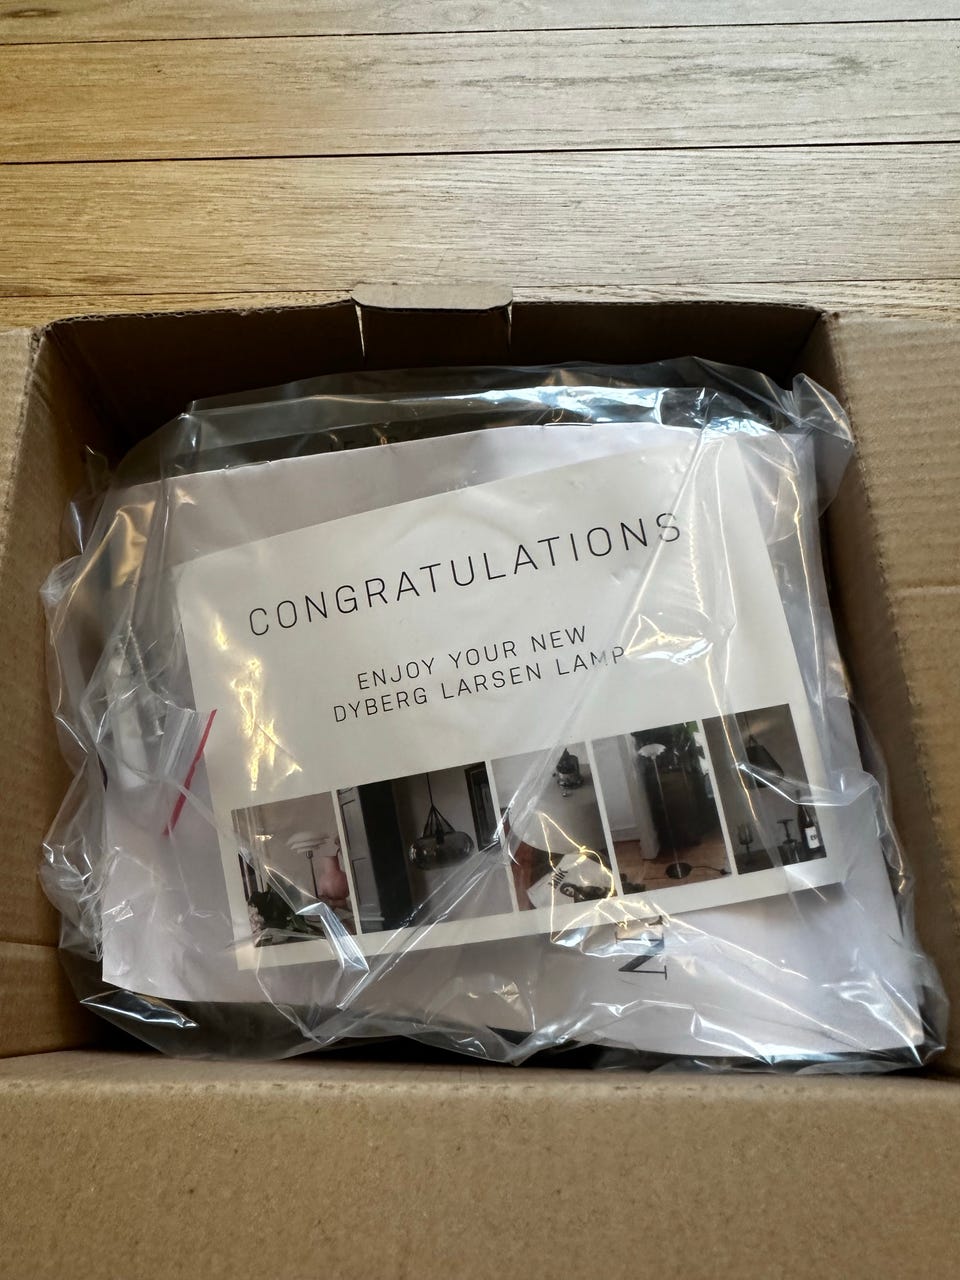 CONGRATULATIONS
ENJOY YOUR NEW
DYBERG LARSEN LAMP